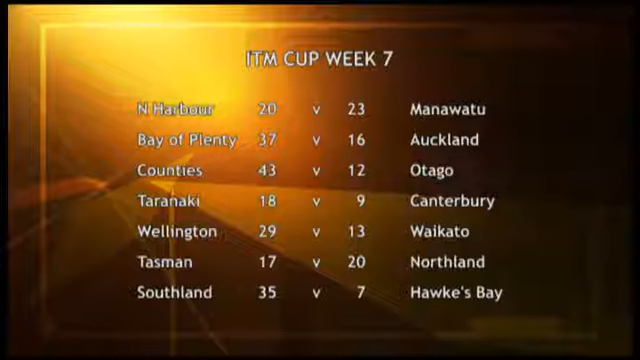 ITM CUP WEEK 7
N Harbour 20 v 23 Manawatu
Bay of Plenty 37 v 16 Auckland
Counties 43 v 12 Otago
Taranaki 18 v 9 Canterbury
Wellington 29 v 13 Waikato
Tasman 17 v 20 Northland
Southland 35 v 7 Hawke's Bay